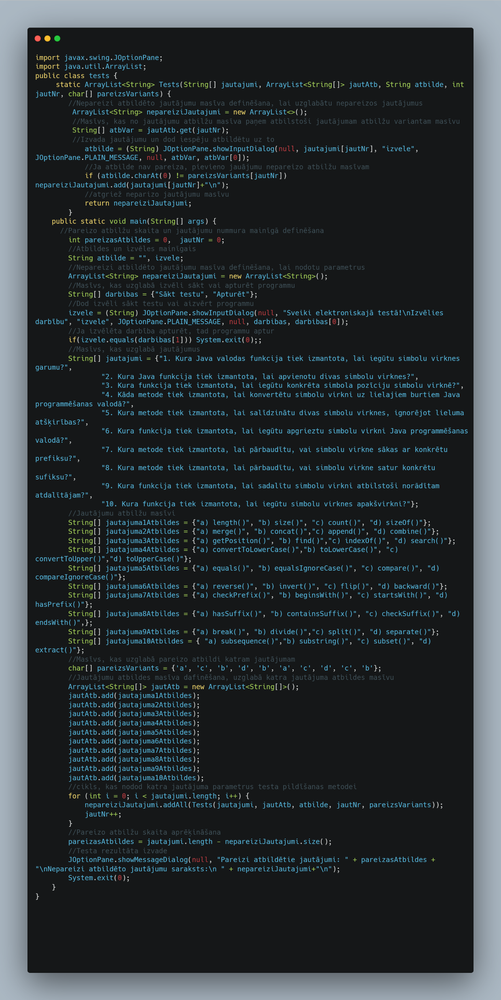 import javax.swing.JOptionPane;
import java.util.ArrayList;
public class tests {
     static ArrayList<String> Tests(String[] jautajumi, ArrayList<String[]> jautAtb, String atbilde, int
jautNr, char[] pareizsVariants) {
        //Nepareizi atbildēto jautājumu masīva definēšana, lai uzglabātu nepareizos jautājumus
         ArrayList<String> nepareiziJautajumi = new ArrayList<>();
         //Masīvs, kas no jautājumu atbilžu masīva paņem atbilstoši jautājumam atbilžu variantam masīvu
         String[] atbVar = jautAtb.get(jautNr);
         //Izvada jautājumu un dod iespēju atbildētu uz to
            atbilde = (String) JOptionPane.showInputDialog(null, jautajumi[jautNr], "izvele",
JOptionPane.PLAIN_MESSAGE, null, atbVar, atbVar[0]);
            //Ja atbilde nav pareiza, pievieno jauājumu nepareizo atbilžu masīvam
            if (atbilde.charAt(0) != pareizsVariants[jautNr])
nepareiziJautajumi.add(jautajumi[jautNr]+"\n");
            //atgriež neparizo jautājumu masīvu
            return nepareiziJautajumi;
        }
    public static void main(String[] args) {
      //Pareizo atbilžu skaita un jautājumu nummura mainīgā definēšana
        int pareizasAtbildes = 0,  jautNr = 0;
        //Atbildes un izvēles mainīgais
        String atbilde = "", izvele;
        //Nepareizi atbildēto jautājumu masīva definēšana, lai nodotu parametrus
        ArrayList<String> nepareiziJautajumi = new ArrayList<String>();
        //Masīvs, kas uzglabā izvēli sākt vai apturēt programmu
        String[] darbibas = {"Sākt testu", "Apturēt"};
        //Dod izvēli sākt testu vai aizvērt programmu
        izvele = (String) JOptionPane.showInputDialog(null, "Sveiki elektroniskajā testā!\nIzvēlies
darbību", "izvele", JOptionPane.PLAIN_MESSAGE, null, darbibas, darbibas[0]);
        //Ja izvēlēta darbība apturēt, tad programmu aptur
        if(izvele.equals(darbibas[1])) System.exit(0);;
        //Masīvs, kas uzglabā jautājumus
        String[] jautajumi = {"1. Kura Java valodas funkcija tiek izmantota, lai iegūtu simbolu virknes
garumu?",
                "2. Kura Java funkcija tiek izmantota, lai apvienotu divas simbolu virknes?",
                "3. Kura funkcija tiek izmantota, lai iegūtu konkrēta simbola pozīciju simbolu virknē?",
                "4. Kāda metode tiek izmantota, lai konvertētu simbolu virkni uz lielajiem burtiem Java
programmēšanas valodā?",
                "5. Kura metode tiek izmantota, lai salīdzinātu divas simbolu virknes, ignorējot lieluma
atšķirības?",
                "6. Kura funkcija tiek izmantota, lai iegūtu apgrieztu simbolu virkni Java programmēšanas
valodā?",
                "7. Kura metode tiek izmantota, lai pārbaudītu, vai simbolu virkne sākas ar konkrētu
prefiksu?",
                "8. Kura metode tiek izmantota, lai pārbaudītu, vai simbolu virkne satur konkrētu
sufiksu?",
                "9. Kura funkcija tiek izmantota, lai sadalītu simbolu virkni atbilstoši norādītam
atdalītājam?",
                "10. Kura funkcija tiek izmantota, lai iegūtu simbolu virknes apakšvirkni?"};
        //Jautājumu atbilžu masīvi
        String[] jautajuma1Atbildes = {"a) length()", "b) size()", "c) count()", "d) sizeOf()"};
        String[] jautajuma2Atbildes = {"a) merge()", "b) concat()","c) append()", "d) combine()"};
        String[] jautajuma3Atbildes = {"a) getPosition()", "b) find()","c) indexOf()", "d) search()"};
        String[] jautajuma4Atbildes = {"a) convertToLowerCase()","b) toLowerCase()", "c)
convertToUpper()","d) toUpperCase()"};
        String[] jautajuma5Atbildes = {"a) equals()", "b) equalsIgnoreCase()", "c) compare()", "d)
compareIgnoreCase()"};
        String[] jautajuma6Atbildes = {"a) reverse()", "b) invert()", "c) flip()", "d) backward()"};
        String[] jautajuma7Atbildes = {"a) checkPrefix()", "b) beginsWith()", "c) startsWith()", "d)
hasPrefix()"};
        String[] jautajuma8Atbildes = {"a) hasSuffix()", "b) containsSuffix()", "c) checkSuffix()", "d)
endsWith()",};
        String[] jautajuma9Atbildes = {"a) break()", "b) divide()","c) split()", "d) separate()"};
        String[] jautajuma10Atbildes = { "a) subsequence()","b) substring()", "c) subset()", "d)
extract()"};
        //Masīvs, kas uzglabā pareizo atbildi katram jautājumam
        char[] pareizsVariants = {'a', 'c', 'b', 'd', 'b', 'a', 'c', 'd', 'c', 'b'};
        //Jautājumu atbildes masīva dafinēšana, uzglabā katra jautājuma atbildes masīvu
        ArrayList<String[]> jautAtb = new ArrayList<String[]>();
        jautAtb.add(jautajuma1Atbildes);
        jautAtb.add(jautajuma2Atbildes);
        jautAtb.add(jautajuma3Atbildes);
        jautAtb.add(jautajuma4Atbildes);
        jautAtb.add(jautajuma5Atbildes);
        jautAtb.add(jautajuma6Atbildes);
        jautAtb.add(jautajuma7Atbildes);
        jautAtb.add(jautajuma8Atbildes);
        jautAtb.add(jautajuma9Atbildes);
        jautAtb.add(jautajuma10Atbildes);
        //cikls, kas nodod katra jautājuma parametrus testa pildīšanas metodei
        for (int i = 0; i < jautajumi.length; i++) {
            nepareiziJautajumi.addAll(Tests(jautajumi, jautAtb, atbilde, jautNr, pareizsVariants));
            jautNr++;
        }
        //Pareizo atbilžu skaita aprēķināšana
        pareizasAtbildes = jautajumi.length - nepareiziJautajumi.size();
        //Testa rezultāta izvade
        JOptionPane.showMessageDialog(null, "Pareizi atbildētie jautājumi: " + pareizasAtbildes +
"\nNepareizi atbildēto jautājumu saraksts:\n " + nepareiziJautajumi+"\n");
        System.exit(0);
    }
}